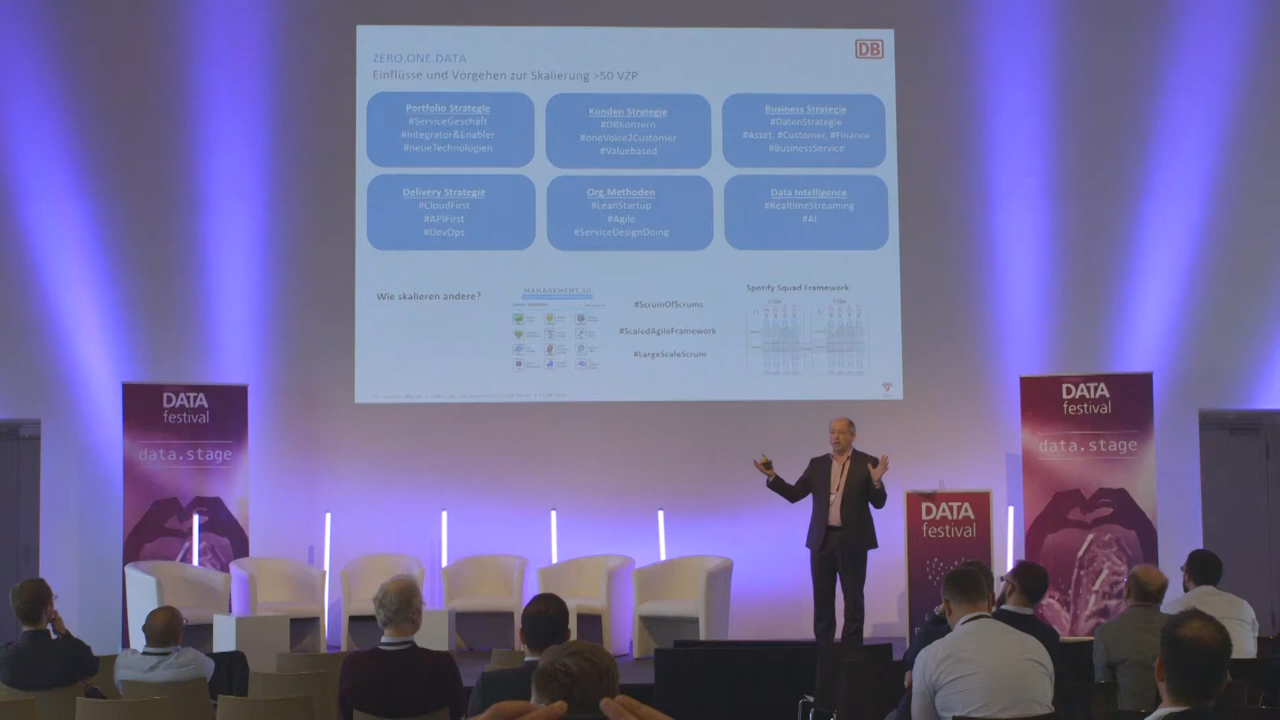 DB
ZERO.ONE.DATA
Einflüsse und Vorgehen zur Skalierung >50 VZP
Portfolio Strategie
#ServiceGeschäft
#Integrator&Enabler
#neueTechnologien
Kunden Strategie
#DBKonzern
#oneVoice2Customer
#Valuebased
Business Strategie
#DatenStrategie
#Asset, #Customer, #Finance
#BusinessService
Delivery Strategie
#CloudFirst
#APIFirst
#DevOps
Org.Methoden
#LeanStartup
#Agile
#ServiceDesignDoing
Data Intelligence
#RealtimeStreaming
#AI
Wie skalieren andere?
MANAGEMENT 3.0
#ScrumOfScrums
#ScaledAgileFramework
#LargeScaleScrum
Spotify Squad Framework
DATA
festival
data.stage
DATA
festival
DATA
festival
data.stage